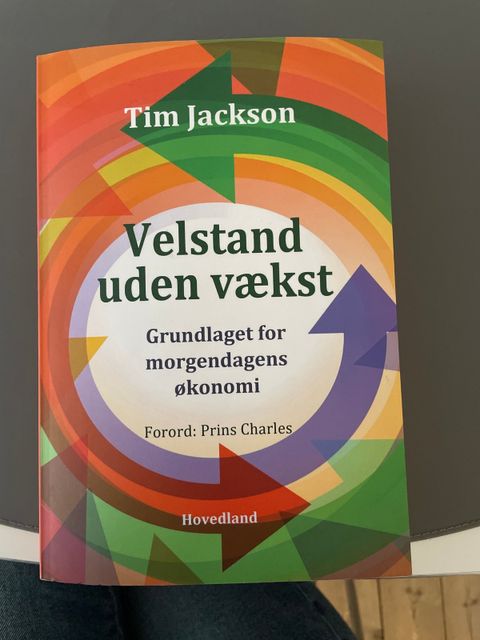 Tim Jackson
Velstand
uden vækst
Grundlaget for
morgendagens
økonomi
Forord: Prins Charles
Hovedland